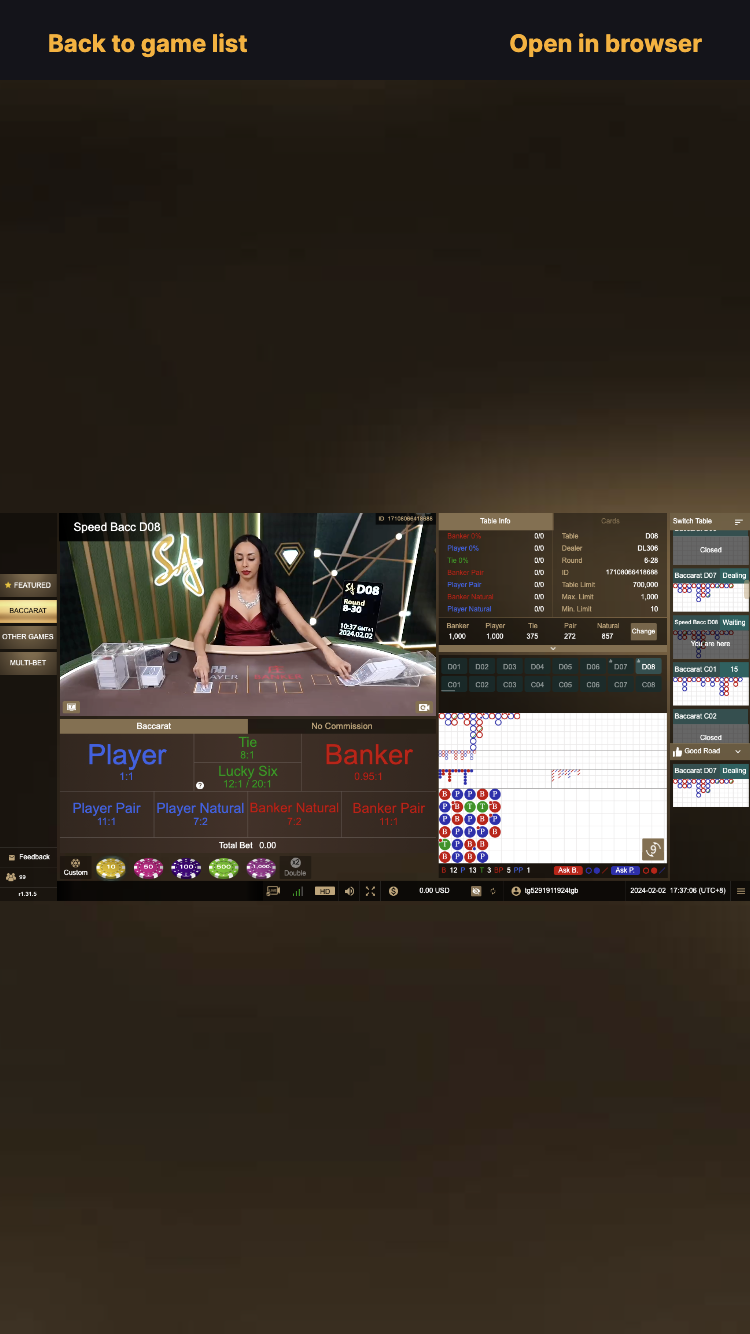 Back to game list
Open in browser
Speed Bacc D08
ID 17108066418688
SA
SA D08
Round
10:37 GMT+1
2024.02.02
FEATURED
BACCARAT
OTHER GAMES
MULTI-BET
Feedback
99
r1.31.5
Baccarat
No Commission
Player
1:1
Tie
8:1
Lucky Six
12:1 / 20:1
?
Banker
0.95:1
Player Pair
11:1
Player Natural
7:2
Banker Natural
7:2
Banker Pair
11:1
Total Bet 0.00
Custom
10
50
100
500
1,000
x2
Double
Table Info
Cards
Banker 0% 0/0
Player 0% 0/0
Tie 0% 0/0
Banker Pair 0/0
Player Pair 0/0
Banker Natural 0/0
Player Natural 0/0
Table D08
Dealer DL306
Round 6-28
ID 17108066418688
Table Limit 700,000
Max. Limit 1,000
Min. Limit 10
Banker Player Tie Pair Natural
1,000 1,000 375 272 857
Change
D01 D02 D03 D04 D05 D06 D07 D08
C01 C02 C03 C04 C05 C06 C07 C08
B P P B P
P B T T B
B P B P B
P P P P B
T P B B
B P B P
B 12 P 13 T 3 BP 5 PP 1
Ask B.
Ask P.
Switch Table
Closed
Baccarat D07 Dealing
Speed Bacc D08 Waiting
You are here
Baccarat C01 15
Baccarat C02
Closed
Good Road
Baccarat D07 Dealing
HD
$
0.00 USD
tg5291911924tgb
2024-02-02 17:37:06 (UTC+8)